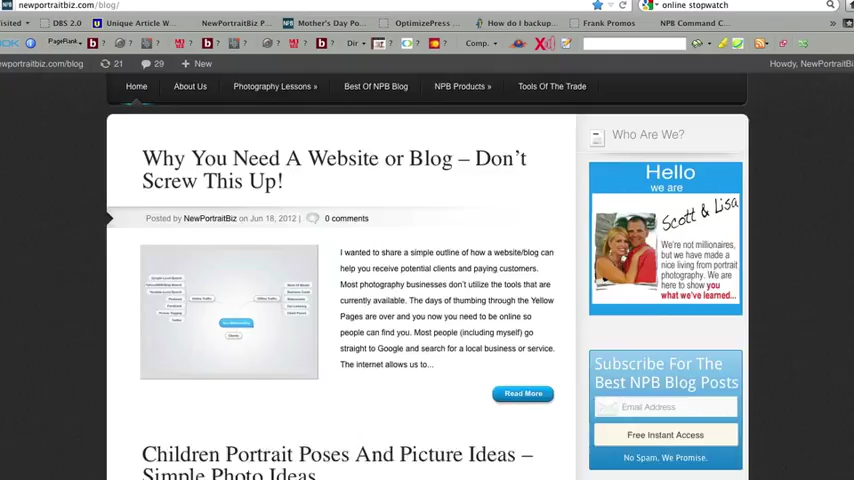 newportraitbiz.com/blog/
online stopwatch
Visited
DBS 2.0
Unique Article W...
NewPortraitBiz P...
Mother's Day Po...
OptimizePress
How do I backup...
Frank Promos
NPB Command C...
OOK
PageRank
Dir
Comp.
newportraitbiz.com/blog
21
29
New
Howdy, NewPortraitBi
Home
About Us
Photography Lessons »
Best Of NPB Blog
NPB Products »
Tools Of The Trade
Why You Need A Website or Blog – Don't
Screw This Up!
Posted by NewPortraitBiz on Jun 18, 2012 |
0 comments
I wanted to share a simple outline of how a website/blog can
help you receive potential clients and paying customers.
Most photography businesses don't utilize the tools that are
currently available. The days of thumbing through the Yellow
Pages are over and you now you need to be online so
people can find you. Most people (including myself) go
straight to Google and search for a local business or service.
The internet allows us to...
Read More
Children Portrait Poses And Picture Ideas –
Simple Photo Ideas
Who Are We?
Hello
we are
Scott & Lisa
We're not millionaires,
but we have made a
nice living from portrait
photography. We are
here to show you
what we've learned...
Subscribe For The
Best NPB Blog Posts
Email Address
Free Instant Access
No Spam. We Promise.